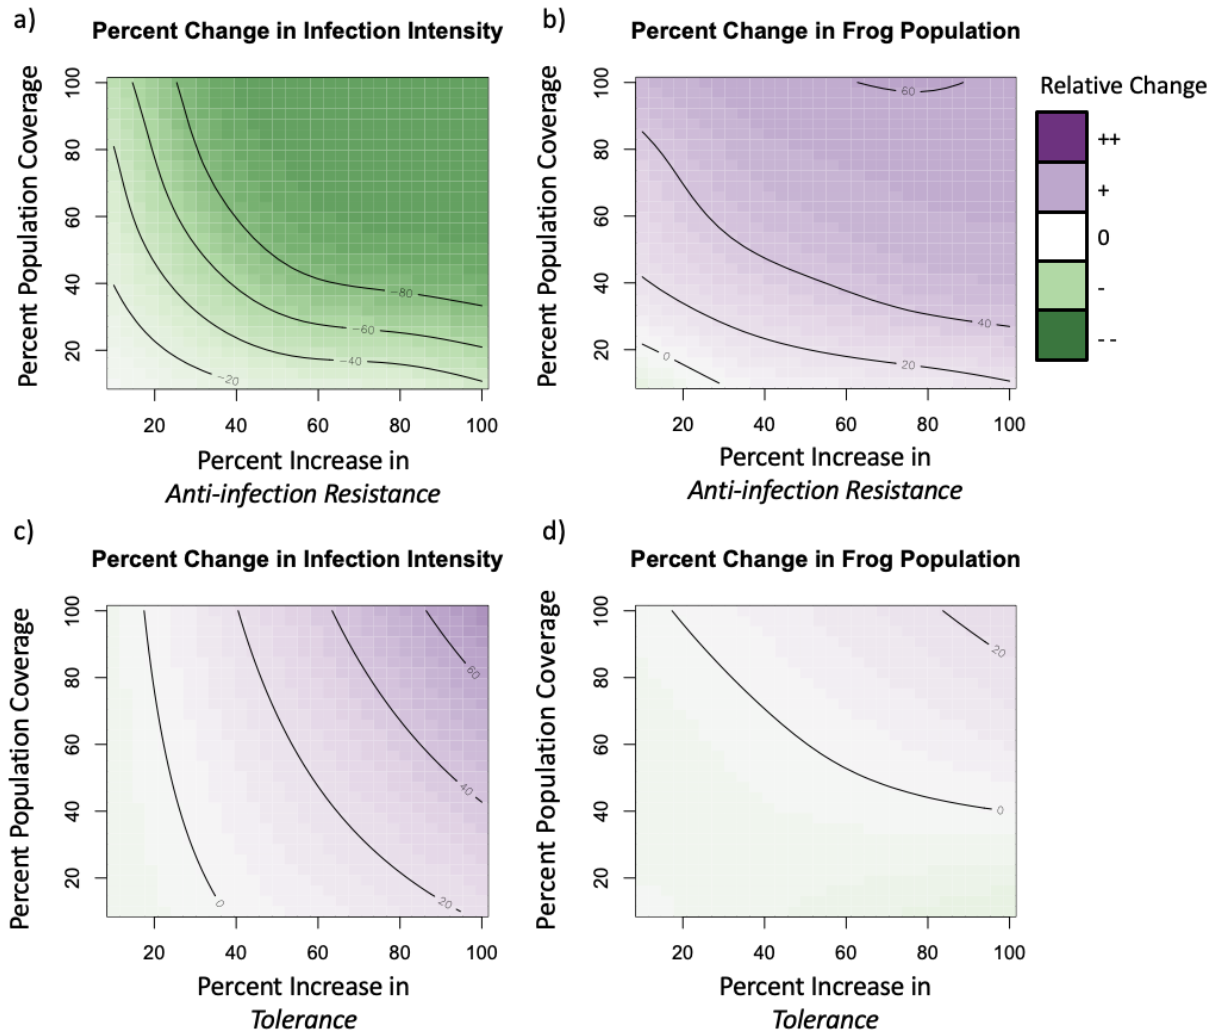 a)
Percent Change in Infection Intensity
Percent Population Coverage
100
80
60
40
20
−80
−60
−40
−20
20 40 60 80 100
Percent Increase in
Anti-infection Resistance
b)
Percent Change in Frog Population
Percent Population Coverage
100
80
60
40
20
60
40
20
0
20 40 60 80 100
Percent Increase in
Anti-infection Resistance
Relative Change
++
+
0
-
--
c)
Percent Change in Infection Intensity
Percent Population Coverage
100
80
60
40
20
60
40
20
0
20 40 60 80 100
Percent Increase in
Tolerance
d)
Percent Change in Frog Population
Percent Population Coverage
100
80
60
40
20
20
0
20 40 60 80 100
Percent Increase in
Tolerance